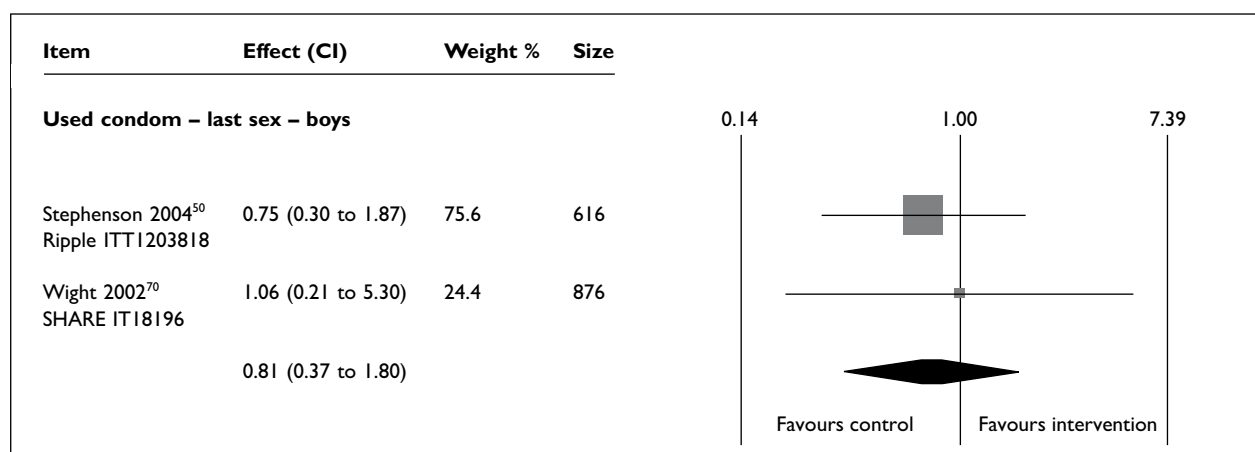 Item Effect (CI) Weight % Size
Used condom – last sex – boys 0.14 1.00 7.39
Stephenson 2004⁵⁰ 0.75 (0.30 to 1.87) 75.6 616
Ripple ITT1203818
Wight 2002⁷⁰ 1.06 (0.21 to 5.30) 24.4 876
SHARE IT18196
0.81 (0.37 to 1.80)
Favours control Favours intervention